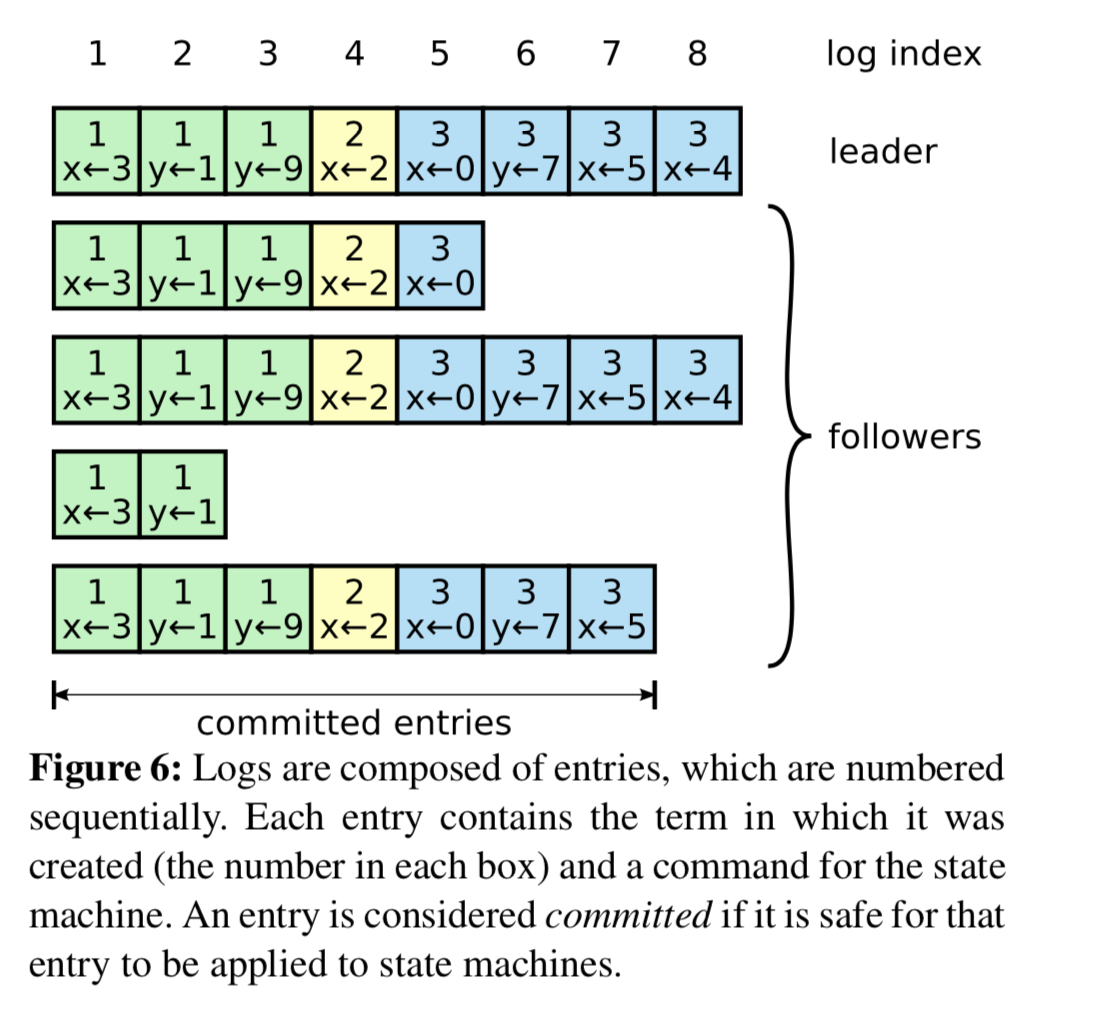 1 2 3 4 5 6 7 8 log index
1 1 1 2 3 3 3 3
x←3 y←1 y←9 x←2 x←0 y←7 x←5 x←4
leader
1 1 1 2 3
x←3 y←1 y←9 x←2 x←0
1 1 1 2 3 3 3 3
x←3 y←1 y←9 x←2 x←0 y←7 x←5 x←4
followers
1 1
x←3 y←1
1 1 1 2 3 3 3
x←3 y←1 y←9 x←2 x←0 y←7 x←5
committed entries
Figure 6: Logs are composed of entries, which are numbered
sequentially. Each entry contains the term in which it was
created (the number in each box) and a command for the state
machine. An entry is considered committed if it is safe for that
entry to be applied to state machines.